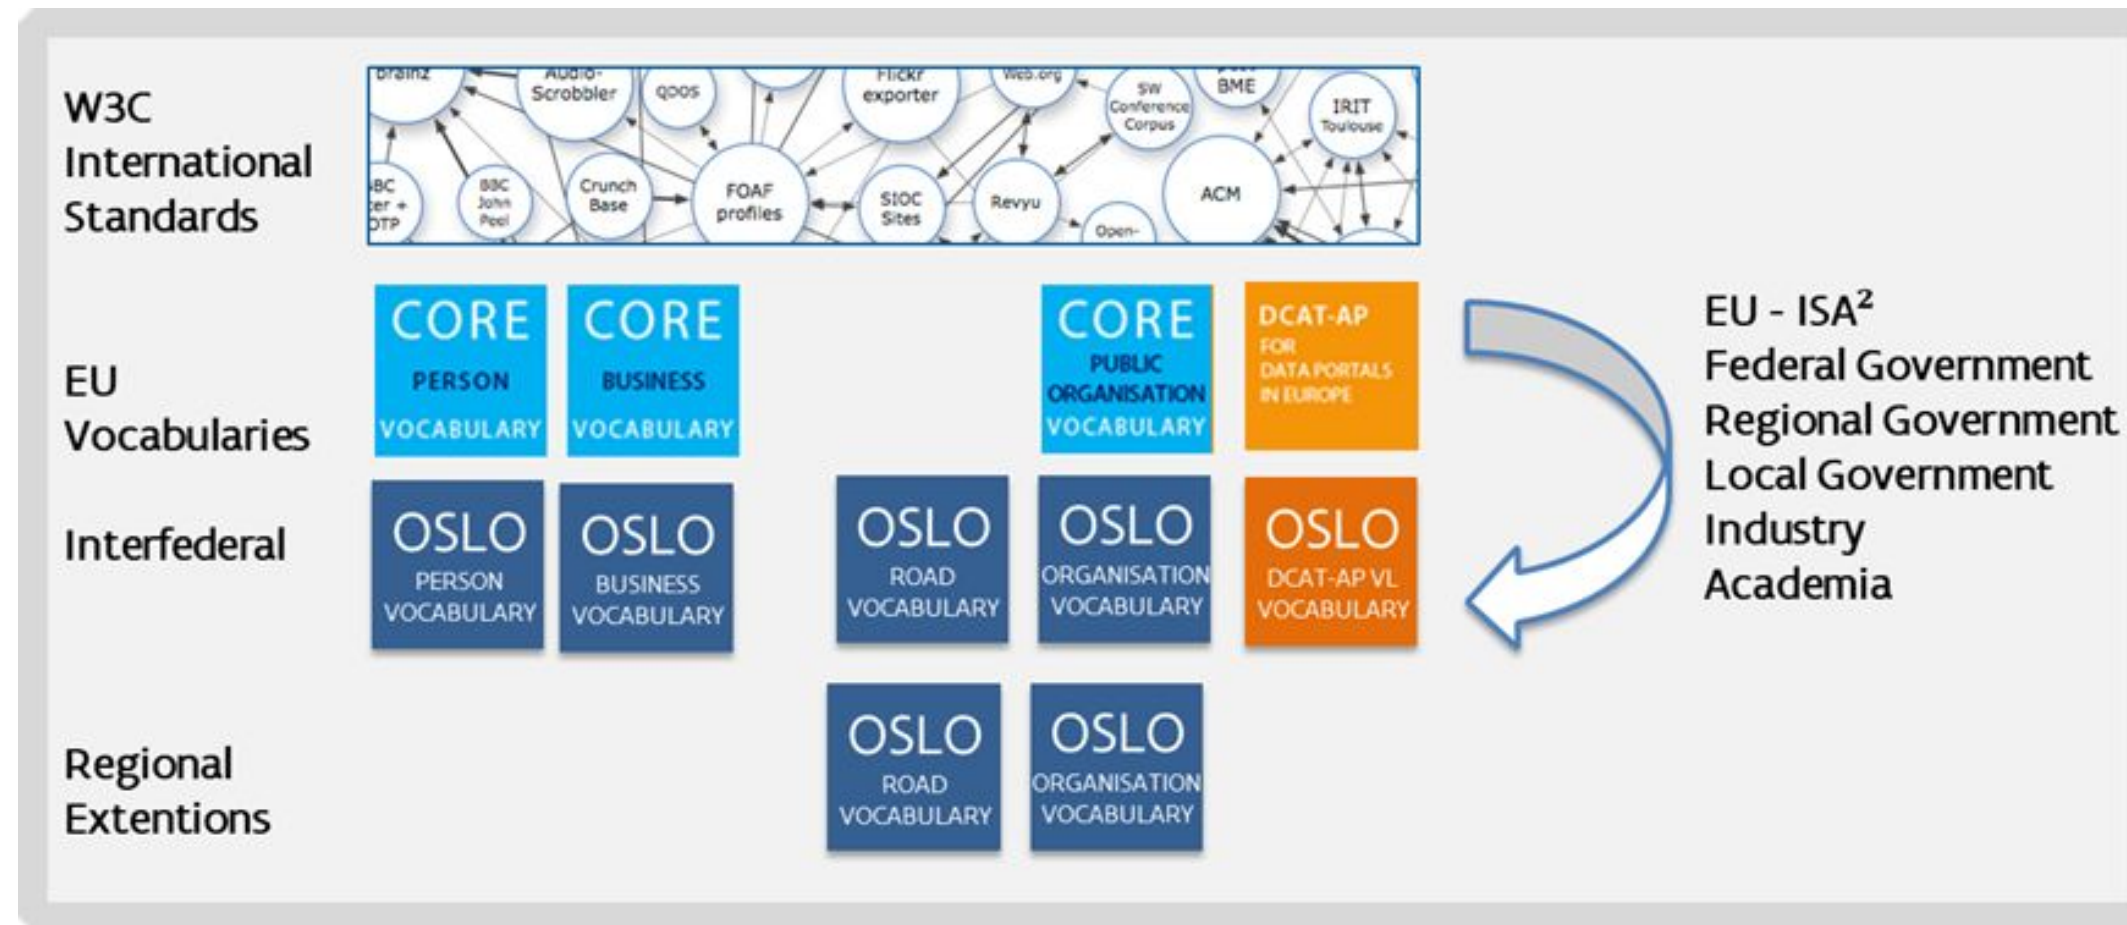 W3C
International
Standards
Audio-
Scrobbler
QDOS
Flickr
exporter
Web.org
SW
Conference
Corpus
BME
IRIT
Toulouse
BBC
John
Peel
Crunch
Base
FOAF
profiles
SIOC
Sites
Revyu
Open-
ACM
EU
Vocabularies
CORE
PERSON
VOCABULARY
CORE
BUSINESS
VOCABULARY
CORE
PUBLIC
ORGANISATION
VOCABULARY
DCAT-AP
FOR
DATA PORTALS
IN EUROPE
Interfederal
OSLO
PERSON
VOCABULARY
OSLO
BUSINESS
VOCABULARY
OSLO
ROAD
VOCABULARY
OSLO
ORGANISATION
VOCABULARY
OSLO
DCAT-AP VL
VOCABULARY
Regional
Extentions
OSLO
ROAD
VOCABULARY
OSLO
ORGANISATION
VOCABULARY
EU - ISA²
Federal Government
Regional Government
Local Government
Industry
Academia